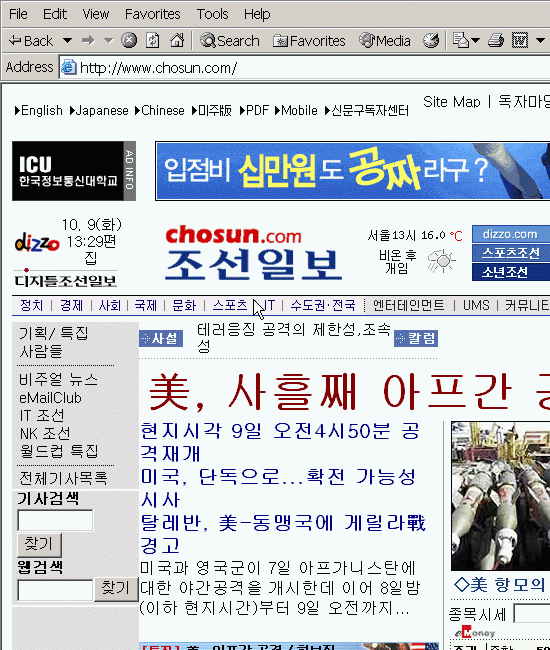 File Edit View Favorites Tools Help
Back Search Favorites Media
Address http://www.chosun.com/
English Japanese Chinese 미주版 PDF Mobile 신문구독자센터 Site Map | 독자마당
ICU
한국정보통신대학교
AD INFO
입점비 십만원도 공짜라구?
dizzo
디지틀조선일보
10. 9(화)
13:29편
집
chosun.com
조선일보
서울13시 16.0 °C
비온 후
개임
dizzo.com
스포츠조선
소년조선
정치 | 경제 | 사회 | 국제 | 문화 | 스포츠 IT | 수도권·전국 엔터테인먼트 | UMS | 커뮤니
기획/ 특집
사람들
비주얼 뉴스
eMailClub
IT 조선
NK 조선
월드컵 특집
전체기사목록
기사검색
찾기
웹검색
찾기
사설
테러응징 공격의 제한성,조속
성
칼럼
美, 사흘째 아프간
현지시각 9일 오전4시50분 공
격재개
미국, 단독으로...확전 가능성
시사
탈레반, 美-동맹국에 게릴라戰
경고
미국과 영국군이 7일 아프가니스탄에
대한 야간공격을 개시한데 이어 8일밤
(이하 현지시간)부터 9일 오전까지...
◇美 항모의
종목시세
eMoney